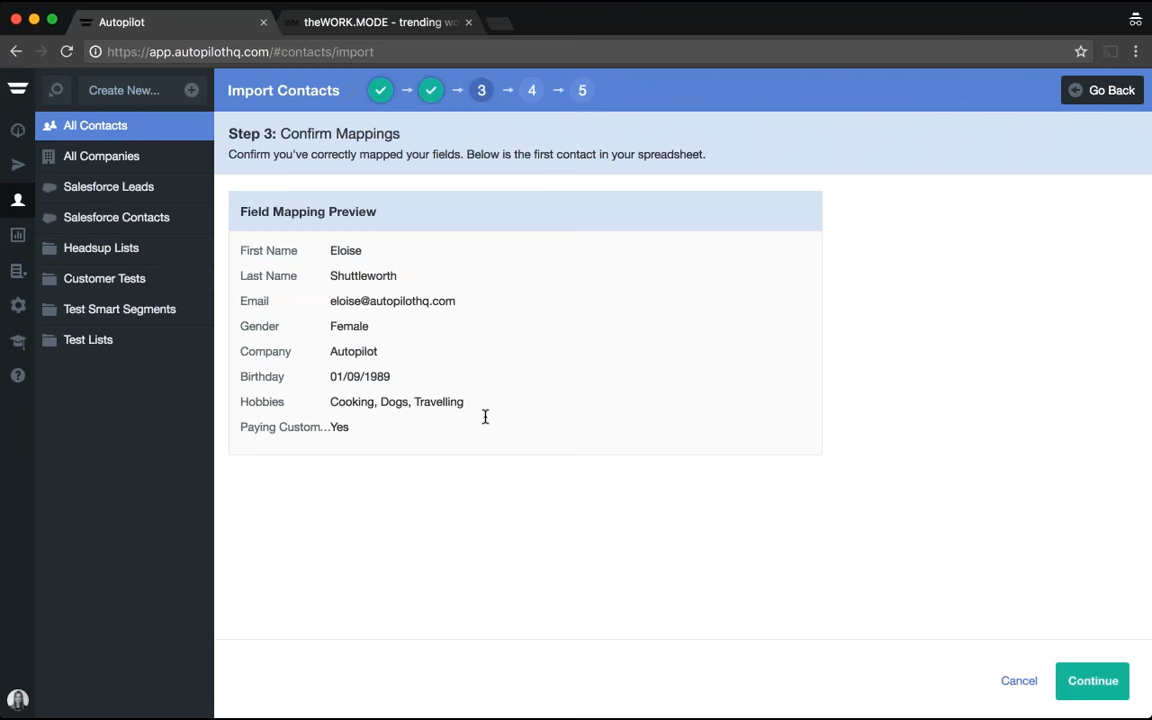 Autopilot
theWORK.MODE - trending wo
https://app.autopilothq.com/#contacts/import
Create New...
Import Contacts
3
4
5
Go Back
All Contacts
All Companies
Salesforce Leads
Salesforce Contacts
Headsup Lists
Customer Tests
Test Smart Segments
Test Lists
Step 3: Confirm Mappings
Confirm you've correctly mapped your fields. Below is the first contact in your spreadsheet.
Field Mapping Preview
First Name Eloise
Last Name Shuttleworth
Email eloise@autopilothq.com
Gender Female
Company Autopilot
Birthday 01/09/1989
Hobbies Cooking, Dogs, Travelling
Paying Custom... Yes
Cancel
Continue